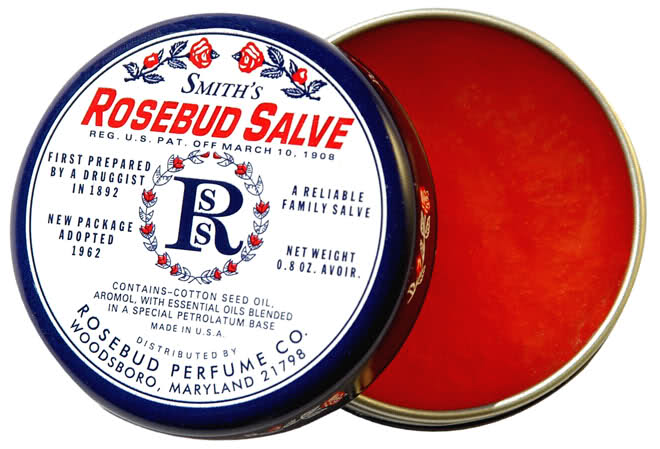 SMITH'S
ROSEBUD SALVE
REG. U.S. PAT. OFF MARCH 10, 1908
FIRST PREPARED
BY A DRUGGIST
IN 1892
NEW PACKAGE
ADOPTED
1962
RSS
A RELIABLE
FAMILY SALVE
NET WEIGHT
0.8 OZ. AVOIR.
CONTAINS-COTTON SEED OIL,
AROMOL, WITH ESSENTIAL OILS BLENDED
IN A SPECIAL PETROLATUM BASE
MADE IN U.S.A.
DISTRIBUTED BY
ROSEBUD PERFUME CO.
WOODSBORO, MARYLAND 21798